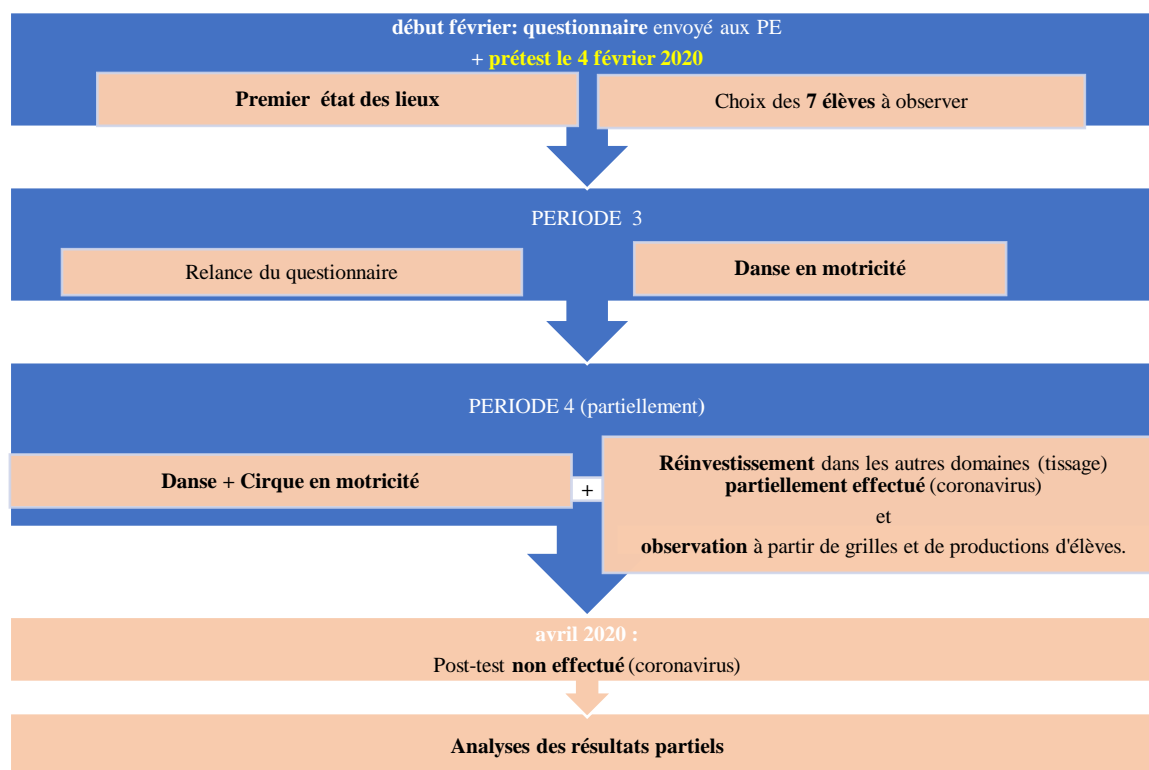 début février: questionnaire envoyé aux PE
+ prétest le 4 février 2020
Premier état des lieux
Choix des 7 élèves à observer
PERIODE 3
Relance du questionnaire
Danse en motricité
PERIODE 4 (partiellement)
Danse + Cirque en motricité
+
Réinvestissement dans les autres domaines (tissage)
partiellement effectué (coronavirus)
et
observation à partir de grilles et de productions d'élèves.
avril 2020 :
Post-test non effectué (coronavirus)
Analyses des résultats partiels